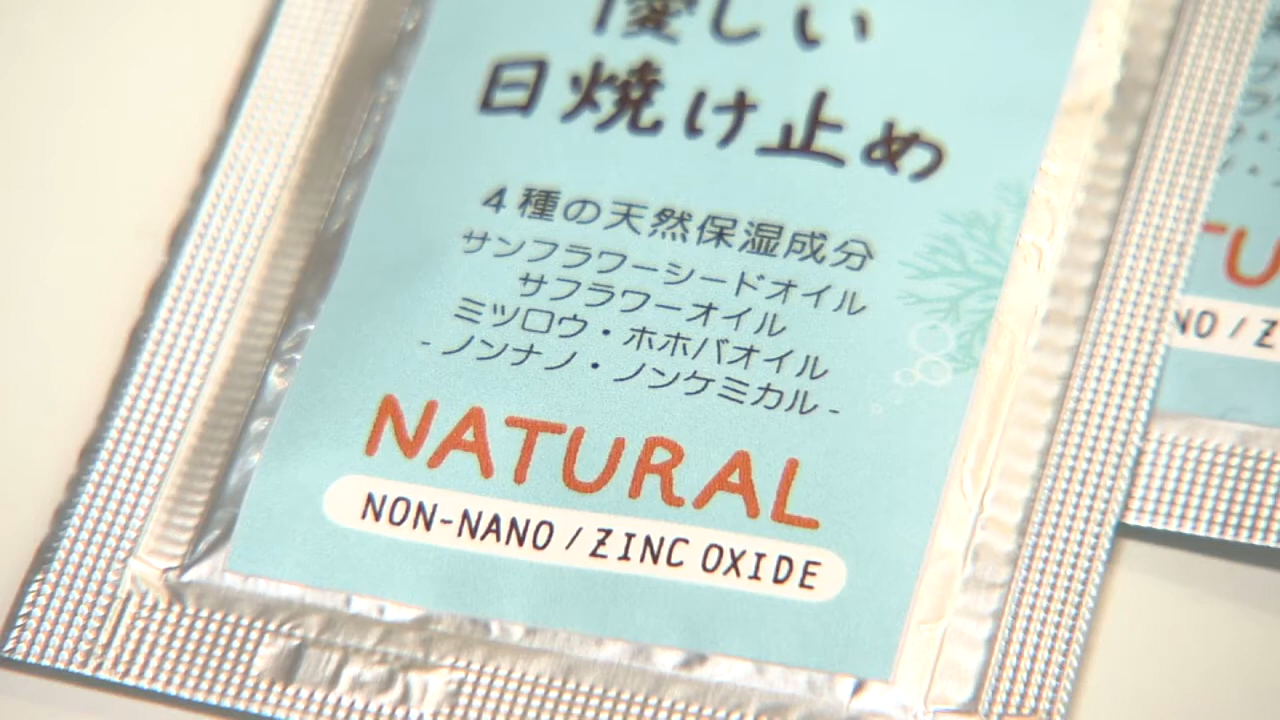 優しい
日焼け止め
4種の天然保湿成分
サンフラワーシードオイル
サフラワーオイル
ミツロウ・ホホバオイル
-ノンナノ・ノンケミカル-
NATURAL
NON-NANO / ZINC OXIDE